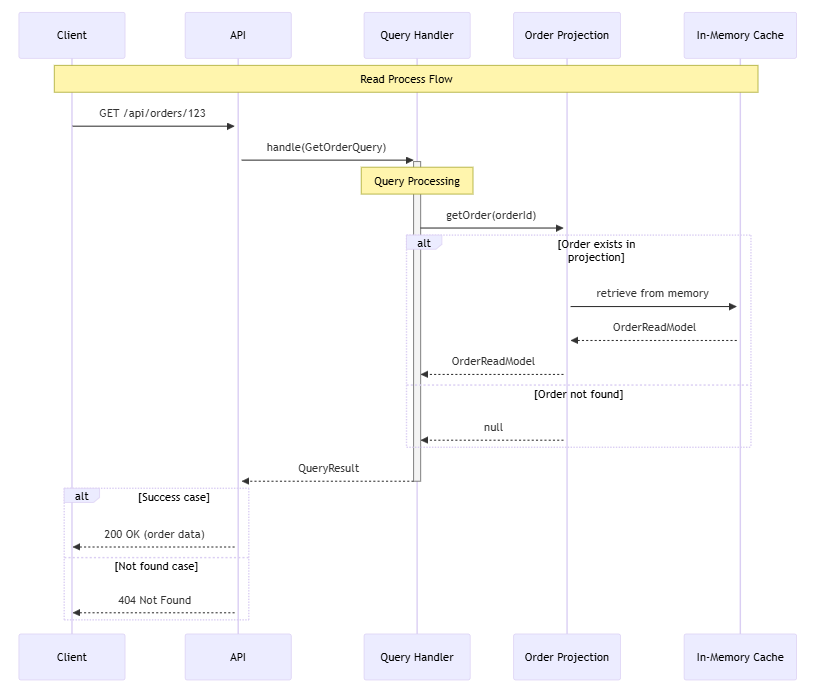 Client
API
Query Handler
Order Projection
In-Memory Cache
Read Process Flow
GET /api/orders/123
handle(GetOrderQuery)
Query Processing
getOrder(orderId)
alt
[Order exists in
projection]
retrieve from memory
OrderReadModel
OrderReadModel
[Order not found]
null
QueryResult
alt
[Success case]
200 OK (order data)
[Not found case]
404 Not Found
Client
API
Query Handler
Order Projection
In-Memory Cache